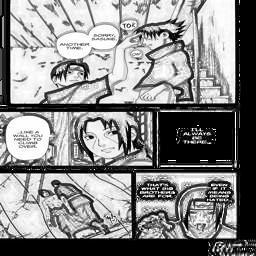 SORRY,
SASUKE...
ANOTHER
TIME.
TOK
...LIKE A
WALL YOU
NEED TO
CLIMB
OVER.
I'LL
ALWAYS
BE
THERE...
THAT'S
WHAT BIG
BROTHERS
ARE FOR.
EVEN
IF IT
MEANS
BEING
HATED...